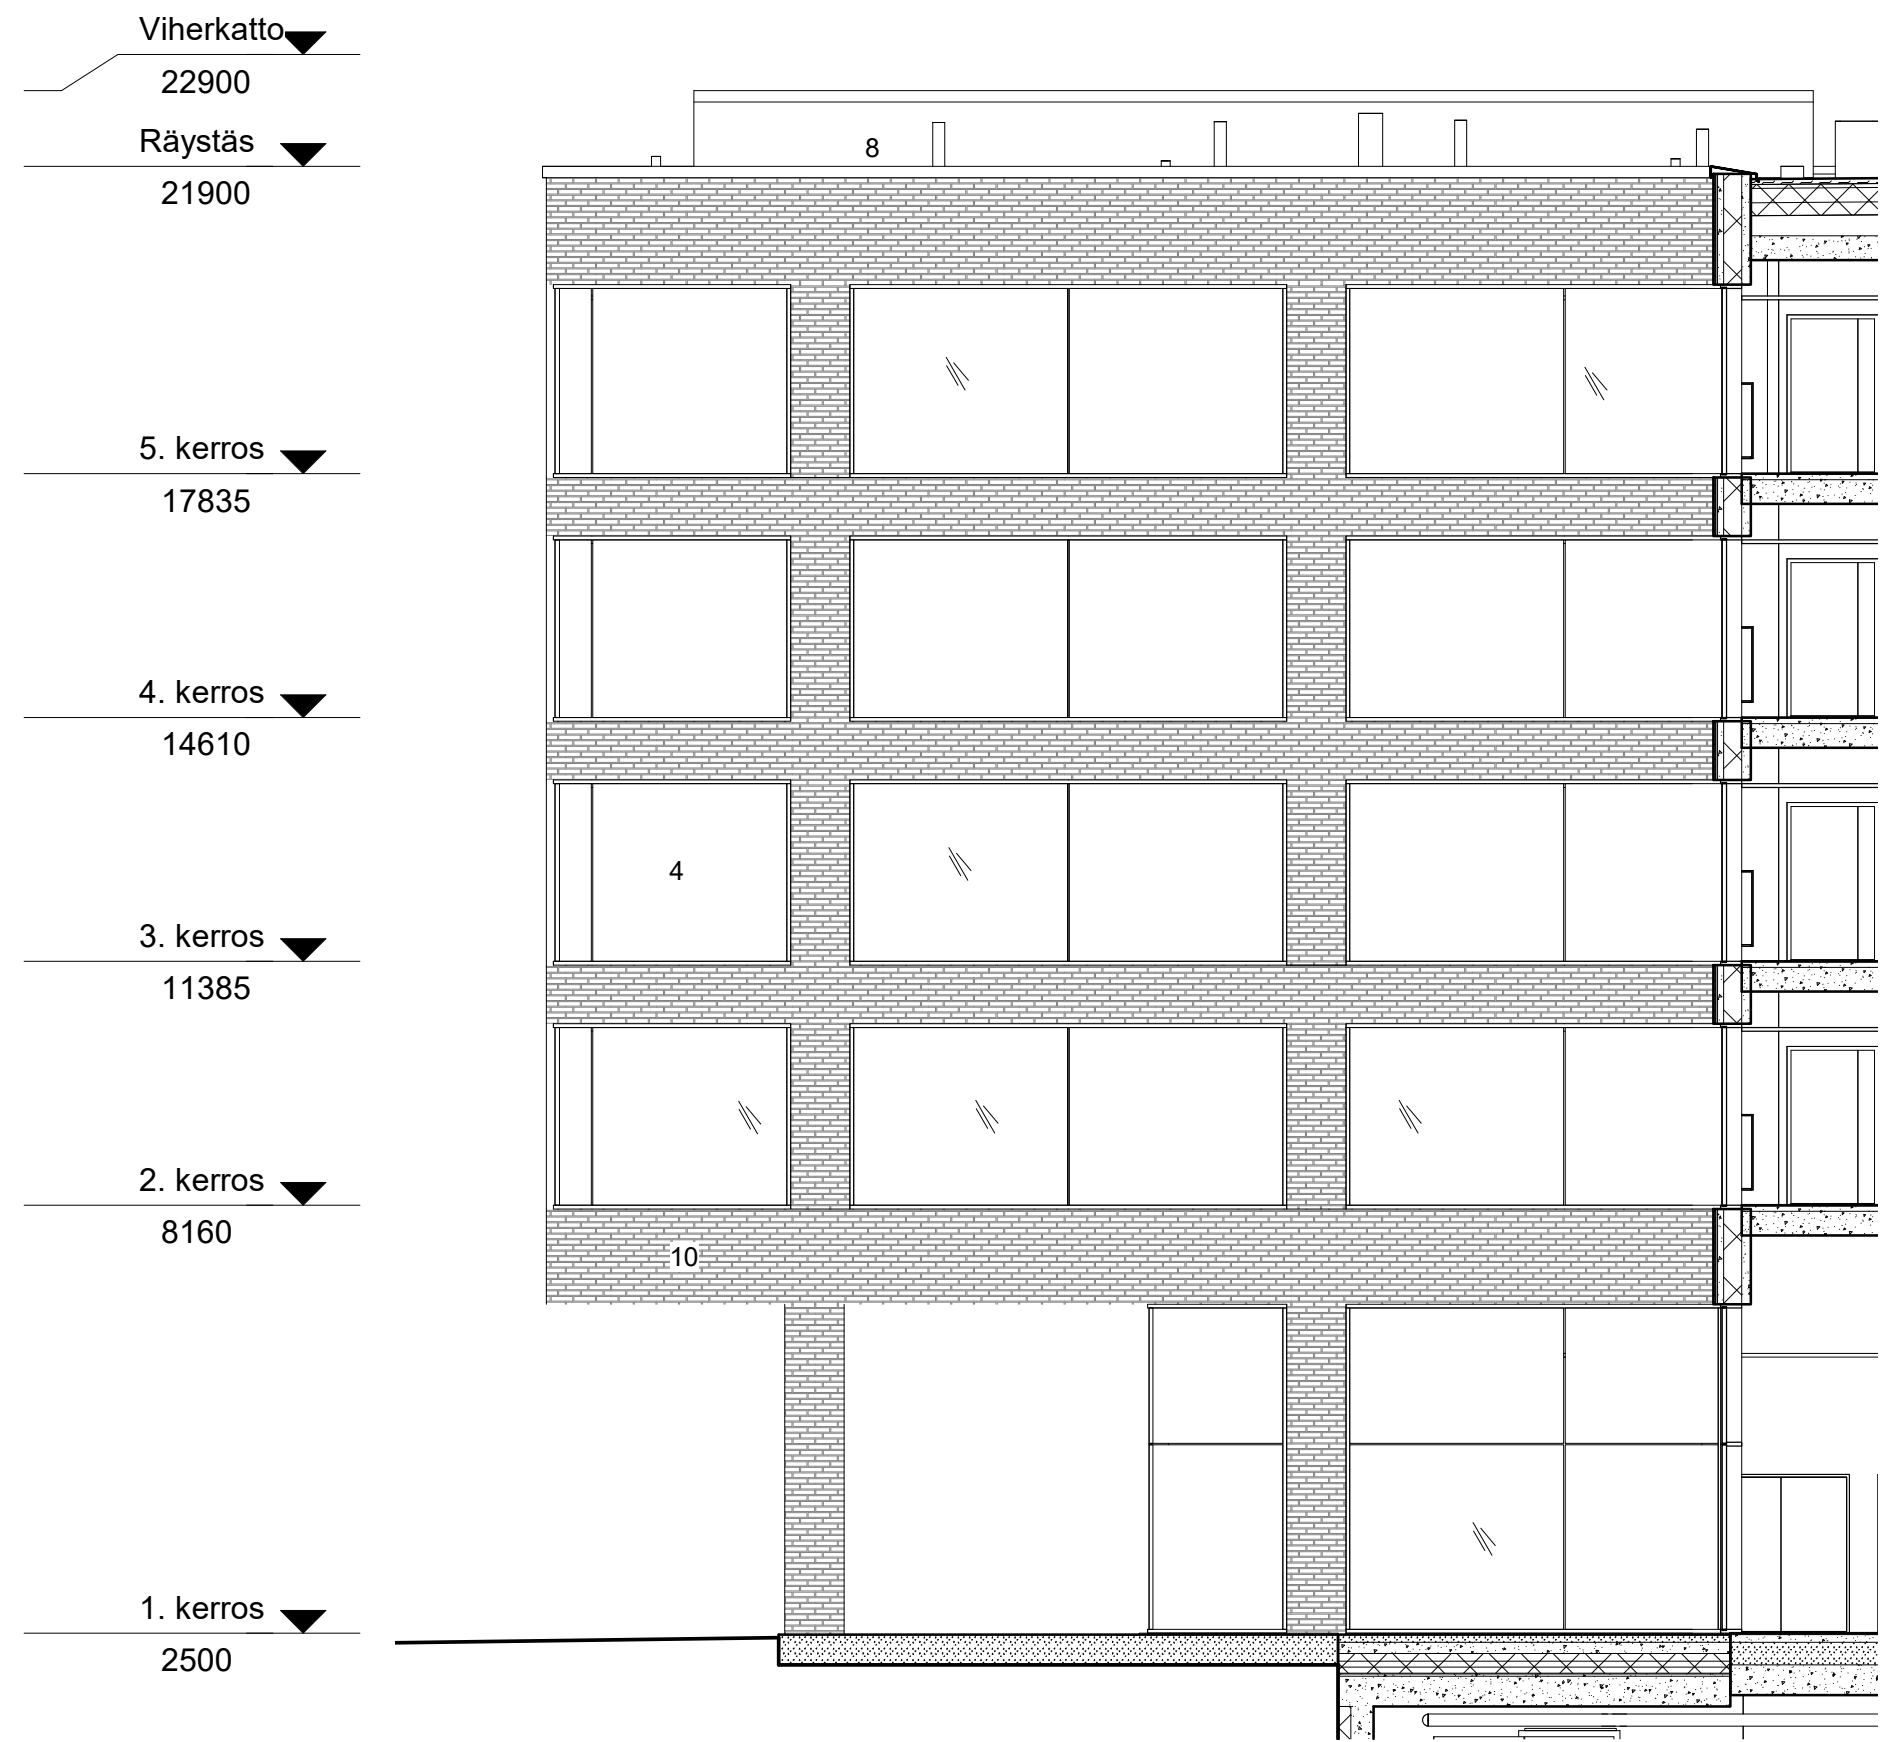 Viherkatto
22900
Räystäs
21900
8
5. kerros
17835
4. kerros
14610
4
3. kerros
11385
2. kerros
8160
10
1. kerros
2500